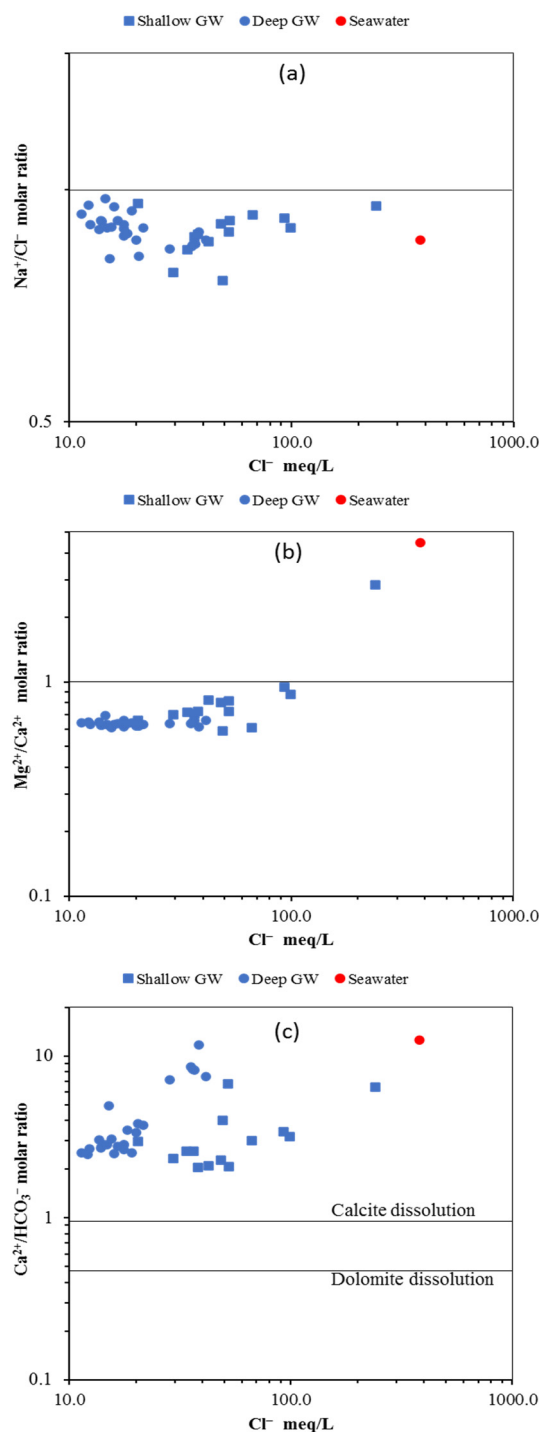 Shallow GW Deep GW Seawater
(a)
Na⁺/Cl⁻ molar ratio
0.5
10.0 100.0 1000.0
Cl⁻ meq/L
Shallow GW Deep GW Seawater
(b)
Mg²⁺/Ca²⁺ molar ratio
1
0.1
10.0 100.0 1000.0
Cl⁻ meq/L
Shallow GW Deep GW Seawater
(c)
Ca²⁺/HCO₃⁻ molar ratio
10
1
0.1
Calcite dissolution
Dolomite dissolution
10.0 100.0 1000.0
Cl⁻ meq/L